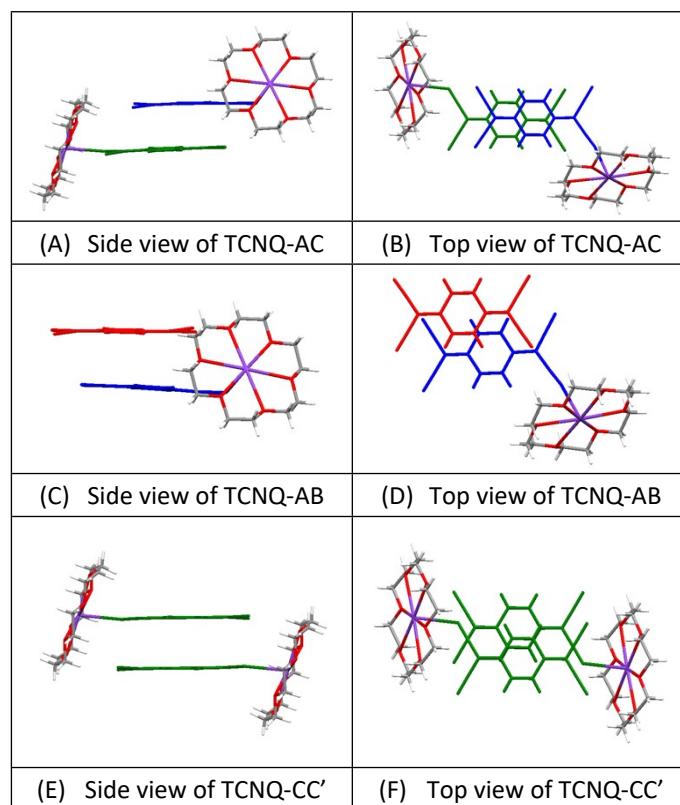 (A) Side view of TCNQ-AC
(B) Top view of TCNQ-AC
(C) Side view of TCNQ-AB
(D) Top view of TCNQ-AB
(E) Side view of TCNQ-CC'
(F) Top view of TCNQ-CC'